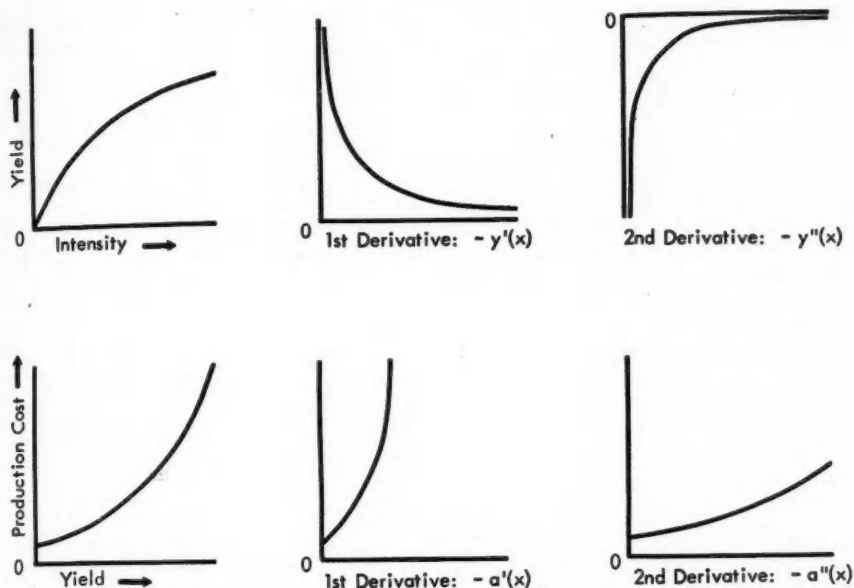 Yield
0
Intensity
0
1st Derivative: - y'(x)
0
2nd Derivative: - y"(x)
Production Cost
0
Yield
0
1st Derivative: - a'(x)
0
2nd Derivative: - a"(x)